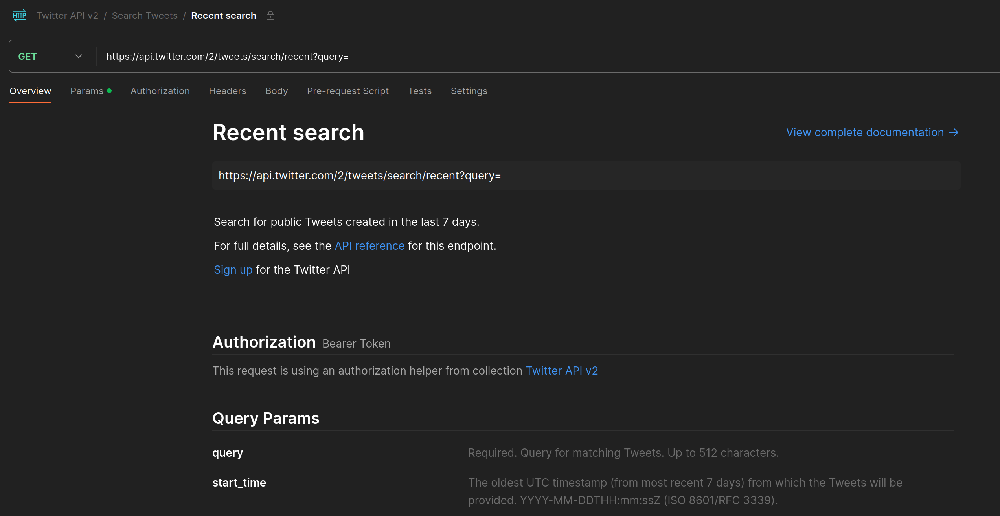 HTTP Twitter API v2 / Search Tweets / Recent search
GET https://api.twitter.com/2/tweets/search/recent?query=
Overview Params Authorization Headers Body Pre-request Script Tests Settings
Recent search View complete documentation →
https://api.twitter.com/2/tweets/search/recent?query=
Search for public Tweets created in the last 7 days.
For full details, see the API reference for this endpoint.
Sign up for the Twitter API
Authorization Bearer Token
This request is using an authorization helper from collection Twitter API v2
Query Params
query Required. Query for matching Tweets. Up to 512 characters.
start_time The oldest UTC timestamp (from most recent 7 days) from which the Tweets will be
provided. YYYY-MM-DDTHH:mm:ssZ (ISO 8601/RFC 3339).